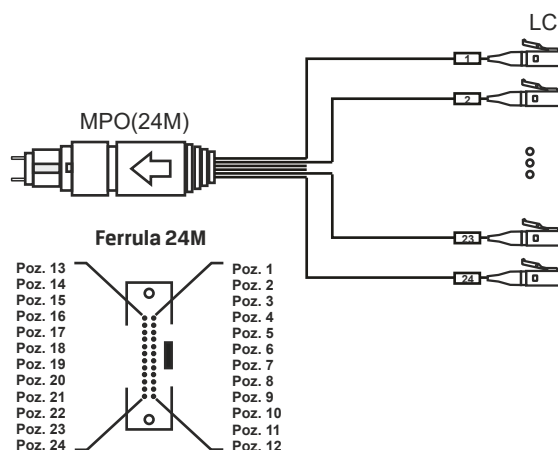 LC
1
MPO(24M)
2
23
24
Ferrula 24M
Poz. 13
Poz. 14
Poz. 15
Poz. 16
Poz. 17
Poz. 18
Poz. 19
Poz. 20
Poz. 21
Poz. 22
Poz. 23
Poz. 24
Poz. 1
Poz. 2
Poz. 3
Poz. 4
Poz. 5
Poz. 6
Poz. 7
Poz. 8
Poz. 9
Poz. 10
Poz. 11
Poz. 12